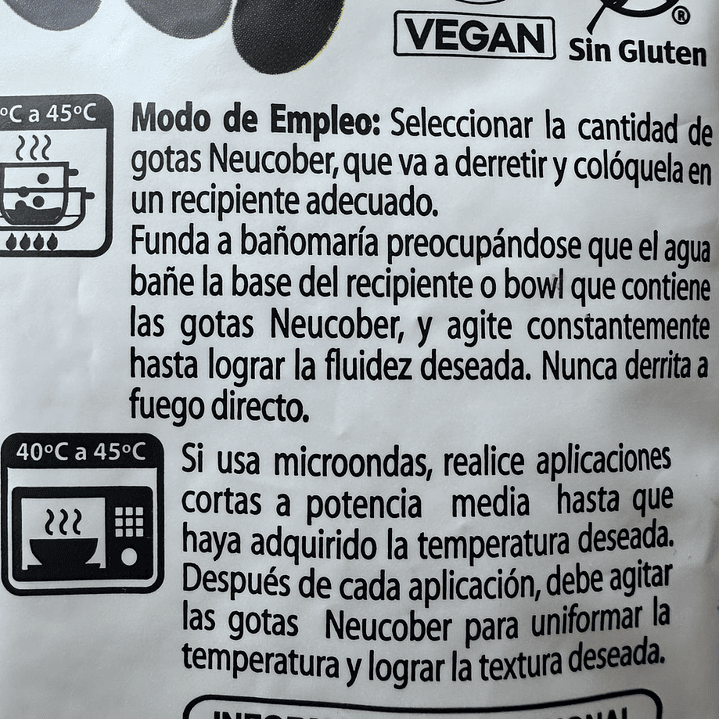 VEGAN
Sin Gluten
®
ºC a 45ºC
Modo de Empleo: Seleccionar la cantidad de
gotas Neucober, que va a derretir y colóquela en
un recipiente adecuado.
Funda a bañomaría preocupándose que el agua
bañe la base del recipiente o bowl que contiene
las gotas Neucober, y agite constantemente
hasta lograr la fluidez deseada. Nunca derrita a
fuego directo.
40ºC a 45ºC
Si usa microondas, realice aplicaciones
cortas a potencia media hasta que
haya adquirido la temperatura deseada.
Después de cada aplicación, debe agitar
las gotas Neucober para uniformar la
temperatura y lograr la textura deseada.